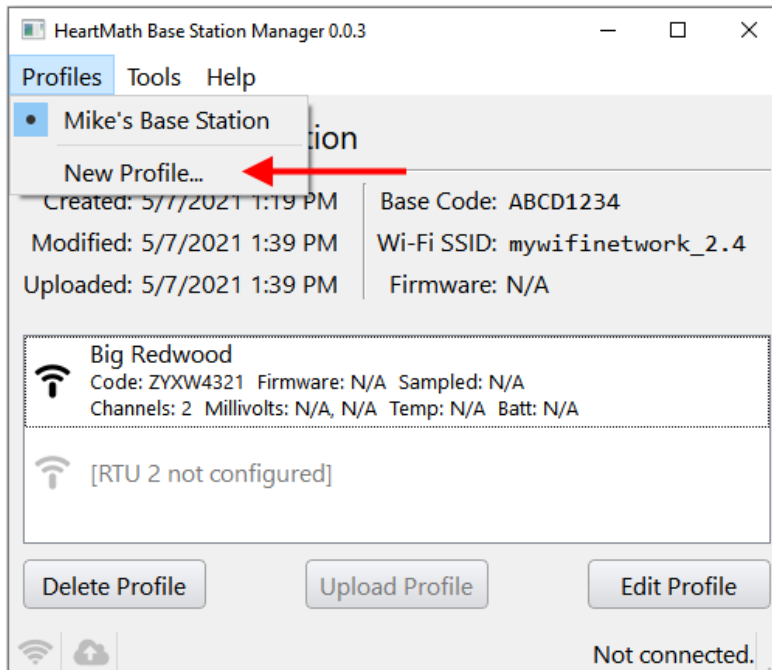 HeartMath Base Station Manager 0.0.3
Profiles Tools Help
Mike's Base Station
tion
New Profile...
Created: 5/7/2021 1:19 PM Base Code: ABCD1234
Modified: 5/7/2021 1:39 PM Wi-Fi SSID: mywifinetwork_2.4
Uploaded: 5/7/2021 1:39 PM Firmware: N/A
Big Redwood
Code: ZYXW4321 Firmware: N/A Sampled: N/A
Channels: 2 Millivolts: N/A, N/A Temp: N/A Batt: N/A
[RTU 2 not configured]
Delete Profile Upload Profile Edit Profile
Not connected.